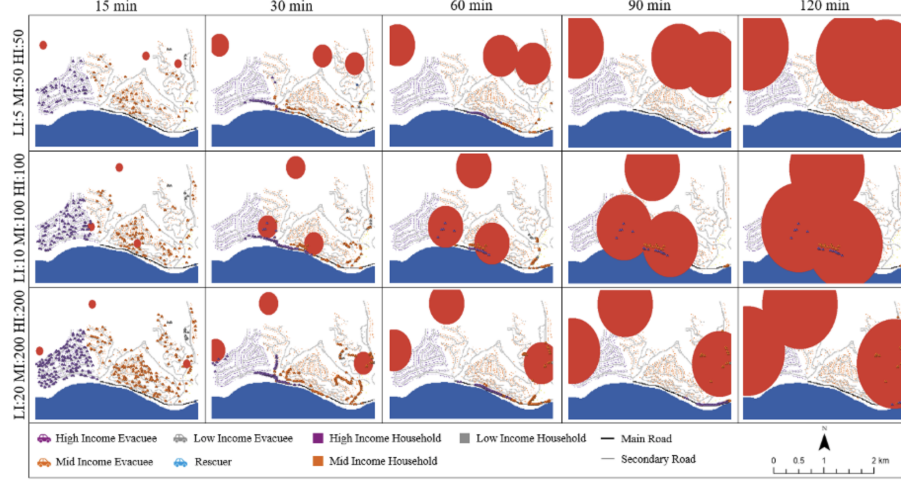 15 min 30 min 60 min 90 min 120 min
LI:5 MI:50 HI:50
LI:10 MI:100 HI:100
LI:20 MI:200 HI:200
High Income Evacuee Low Income Evacuee High Income Household Low Income Household Main Road
Mid Income Evacuee Rescuer Mid Income Household Secondary Road
N
0 0.5 1 2 km